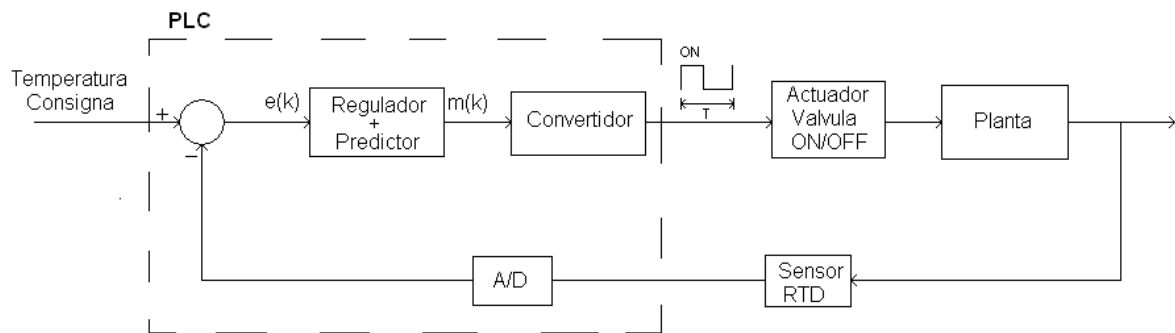 PLC
Temperatura
Consigna
+
−
e(k)
Regulador
+
Predictor
m(k)
Convertidor
ON
T
Actuador
Valvula
ON/OFF
Planta
A/D
Sensor
RTD